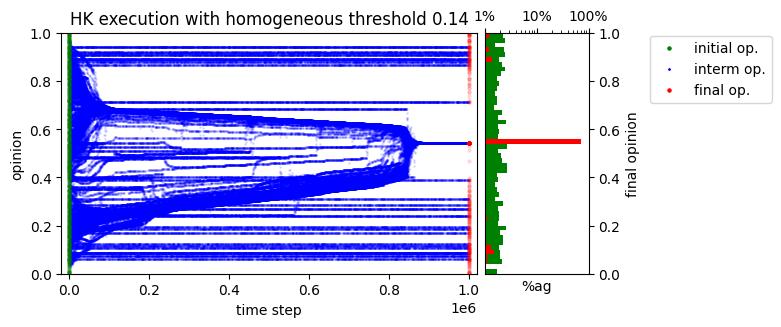 HK execution with homogeneous threshold 0.14
1% 10% 100%
1.0
0.8
0.6
0.4
0.2
0.0
opinion
0.0 0.2 0.4 0.6 0.8 1.0
1e6
time step
%ag
1.0
0.8
0.6
0.4
0.2
0.0
final opinion
initial op.
interm op.
final op.